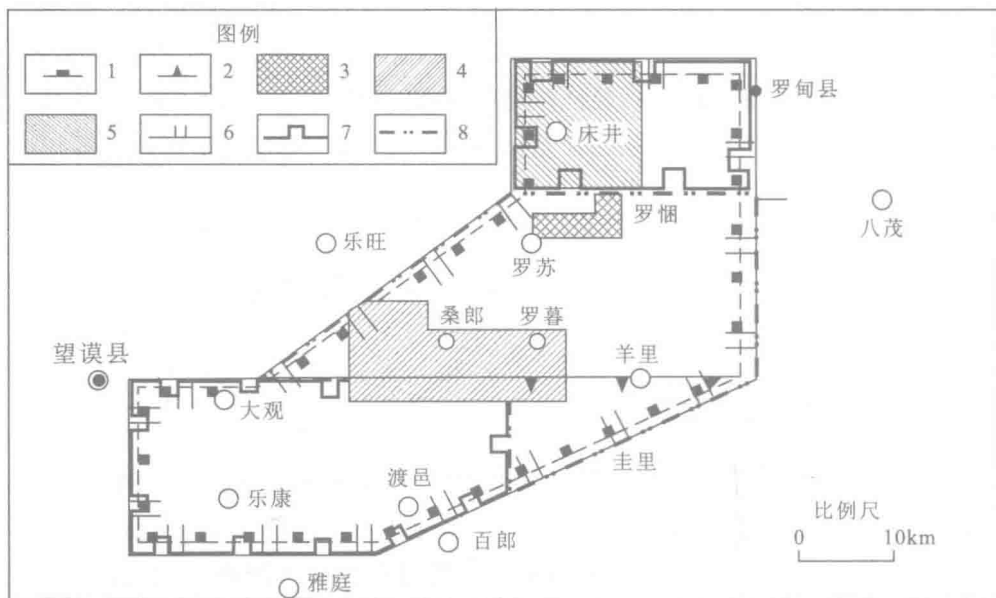 图例
1 2 3 4
5 6 7 8
罗甸县
床井
罗悃
八茂
乐旺
罗苏
桑郎 罗暮
望谟县
羊里
大观
圭里
渡邑
乐康
百郎
比例尺
0 10km
雅庭